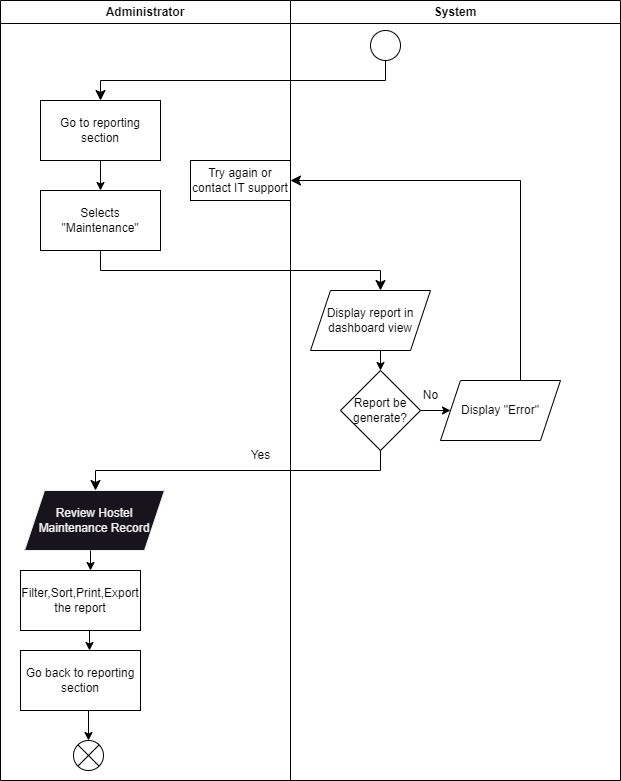 Administrator
System
Go to reporting
section
Try again or
contact IT support
Selects
"Maintenance"
Display report in
dashboard view
Report be
generate?
No
Display "Error"
Yes
Review Hostel
Maintenance Record
Filter,Sort,Print,Export
the report
Go back to reporting
section